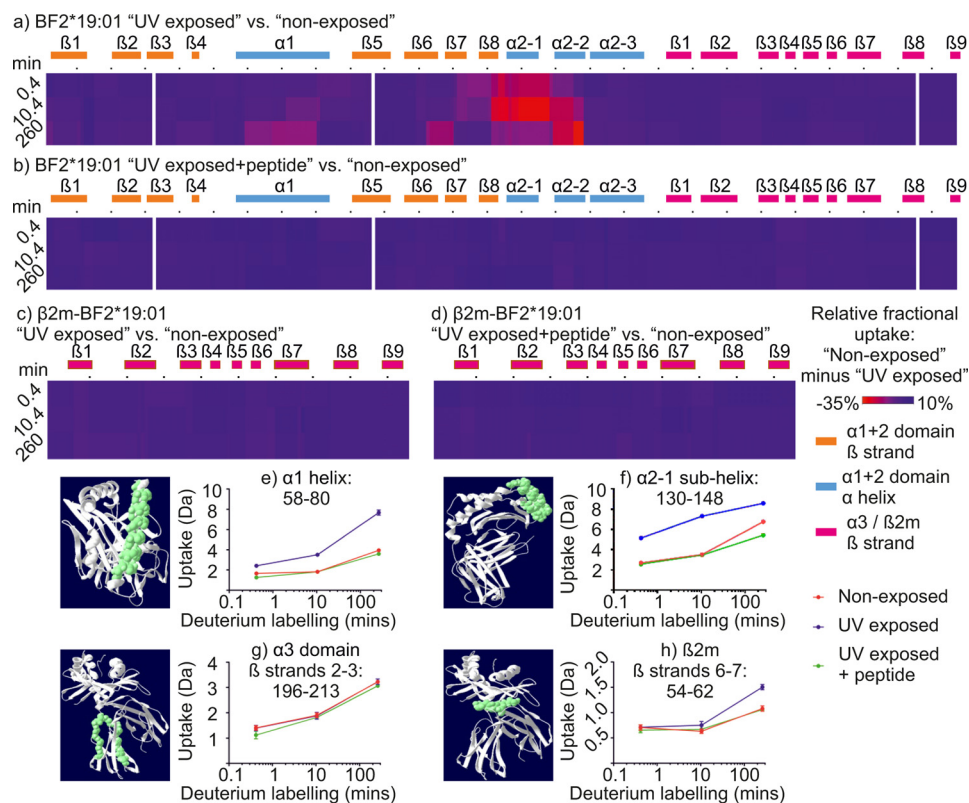 a) BF2*19:01 “UV exposed” vs. “non-exposed”
ß1 ß2 ß3 ß4 α1 ß5 ß6 ß7 ß8 α2-1 α2-2 α2-3 ß1 ß2 ß3 ß4 ß5 ß6 ß7 ß8 ß9
min
0.4
10.4
260
b) BF2*19:01 “UV exposed+peptide” vs. “non-exposed”
ß1 ß2 ß3 ß4 α1 ß5 ß6 ß7 ß8 α2-1 α2-2 α2-3 ß1 ß2 ß3 ß4 ß5 ß6 ß7 ß8 ß9
min
0.4
10.4
260
c) β2m-BF2*19:01
“UV exposed” vs. “non-exposed”
ß1 ß2 ß3 ß4 ß5 ß6 ß7 ß8 ß9
min
0.4
10.4
260
d) β2m-BF2*19:01
“UV exposed+peptide” vs. “non-exposed”
ß1 ß2 ß3 ß4 ß5 ß6 ß7 ß8 ß9
min
0.4
10.4
260
Relative fractional
uptake:
“Non-exposed”
minus “UV exposed”
-35% 10%
α1+2 domain
ß strand
α1+2 domain
α helix
α3 / ß2m
ß strand
e) α1 helix:
58-80
Uptake (Da)
10
8
6
4
2
0.1 1 10 100
Deuterium labelling (mins)
f) α2-1 sub-helix:
130-148
Uptake (Da)
10
8
6
4
2
0.1 1 10 100
Deuterium labelling (mins)
Non-exposed
UV exposed
UV exposed
+ peptide
g) α3 domain
ß strands 2-3:
196-213
Uptake (Da)
4
3
2
1
0.1 1 10 100
Deuterium labelling (mins)
h) ß2m
ß strands 6-7:
54-62
Uptake (Da)
2.0
1.5
1.0
0.5
0.1 1 10 100
Deuterium labelling (mins)